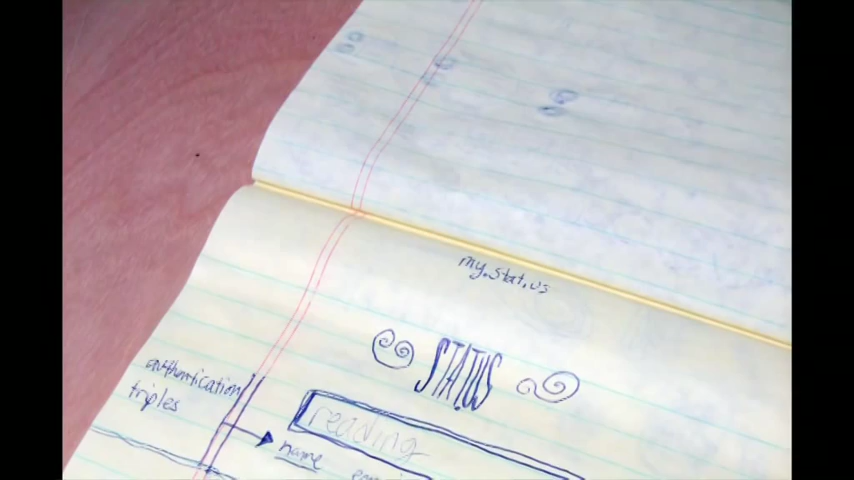 my.stat.us
STATUS
authentication
triples
reading
name